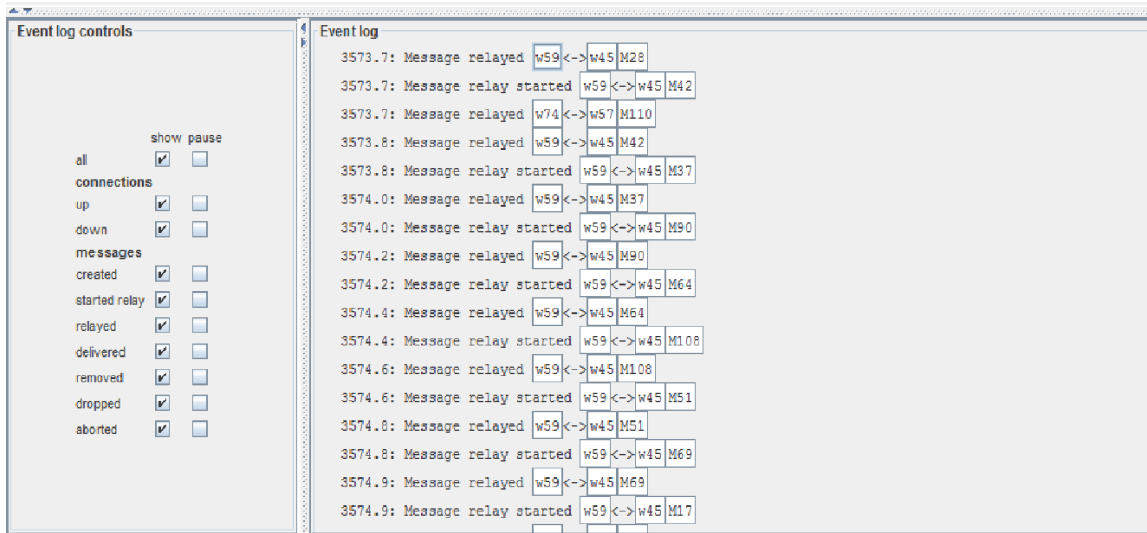 Event log controls
show pause
all
connections
up
down
messages
created
started relay
relayed
delivered
removed
dropped
aborted
Event log
3573.7: Message relayed w59<->w45 M28
3573.7: Message relay started w59<->w45 M42
3573.7: Message relayed w74<->w57 M110
3573.8: Message relayed w59<->w45 M42
3573.8: Message relay started w59<->w45 M37
3574.0: Message relayed w59<->w45 M37
3574.0: Message relay started w59<->w45 M90
3574.2: Message relayed w59<->w45 M90
3574.2: Message relay started w59<->w45 M64
3574.4: Message relayed w59<->w45 M64
3574.4: Message relay started w59<->w45 M108
3574.6: Message relayed w59<->w45 M108
3574.6: Message relay started w59<->w45 M51
3574.8: Message relayed w59<->w45 M51
3574.8: Message relay started w59<->w45 M69
3574.9: Message relayed w59<->w45 M69
3574.9: Message relay started w59<->w45 M17